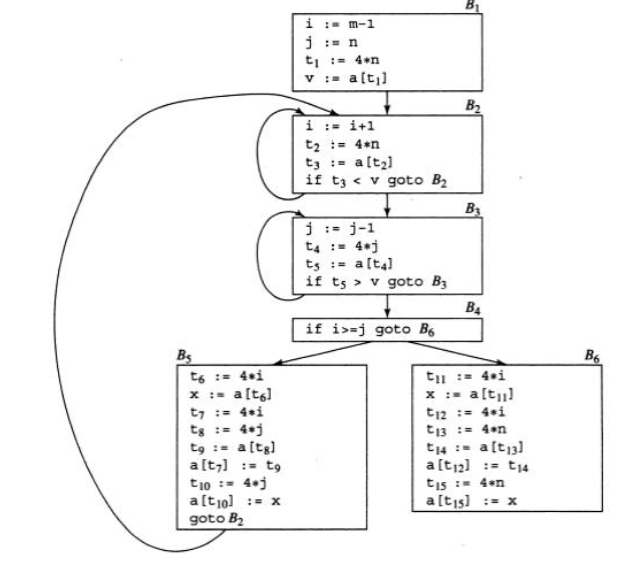 B₁
i := m-1
j := n
t₁ := 4*n
v := a[t₁]
B₂
i := i+1
t₂ := 4*n
t₃ := a[t₂]
if t₃ < v goto B₂
B₃
j := j-1
t₄ := 4*j
t₅ := a[t₄]
if t₅ > v goto B₃
B₄
if i>=j goto B₆
B₅
t₆ := 4*i
x := a[t₆]
t₇ := 4*i
t₈ := 4*j
t₉ := a[t₈]
a[t₇] := t₉
t₁₀ := 4*j
a[t₁₀] := x
goto B₂
B₆
t₁₁ := 4*i
x := a[t₁₁]
t₁₂ := 4*i
t₁₃ := 4*n
t₁₄ := a[t₁₃]
a[t₁₂] := t₁₄
t₁₅ := 4*n
a[t₁₅] := x